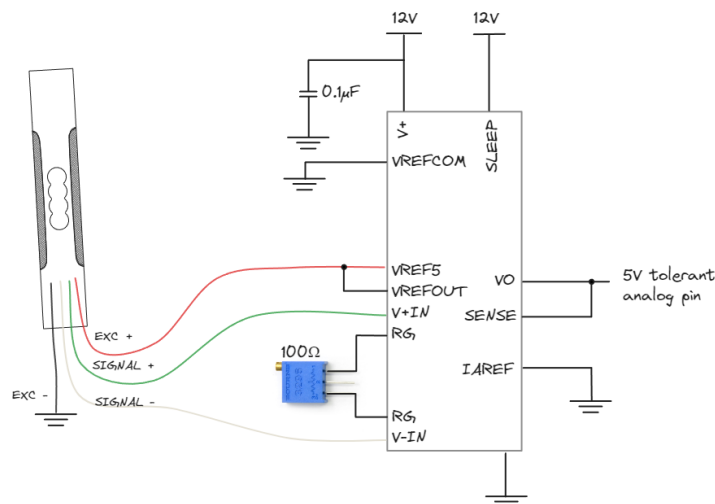 12V
12V
0.1µF
V+
SLEEP
VREFCOM
VREF5
VREFOUT
V+IN
RG
VO
SENSE
IAREF
5V tolerant
analog pin
EXC +
SIGNAL +
100Ω
EXC -
SIGNAL -
RG
V-IN